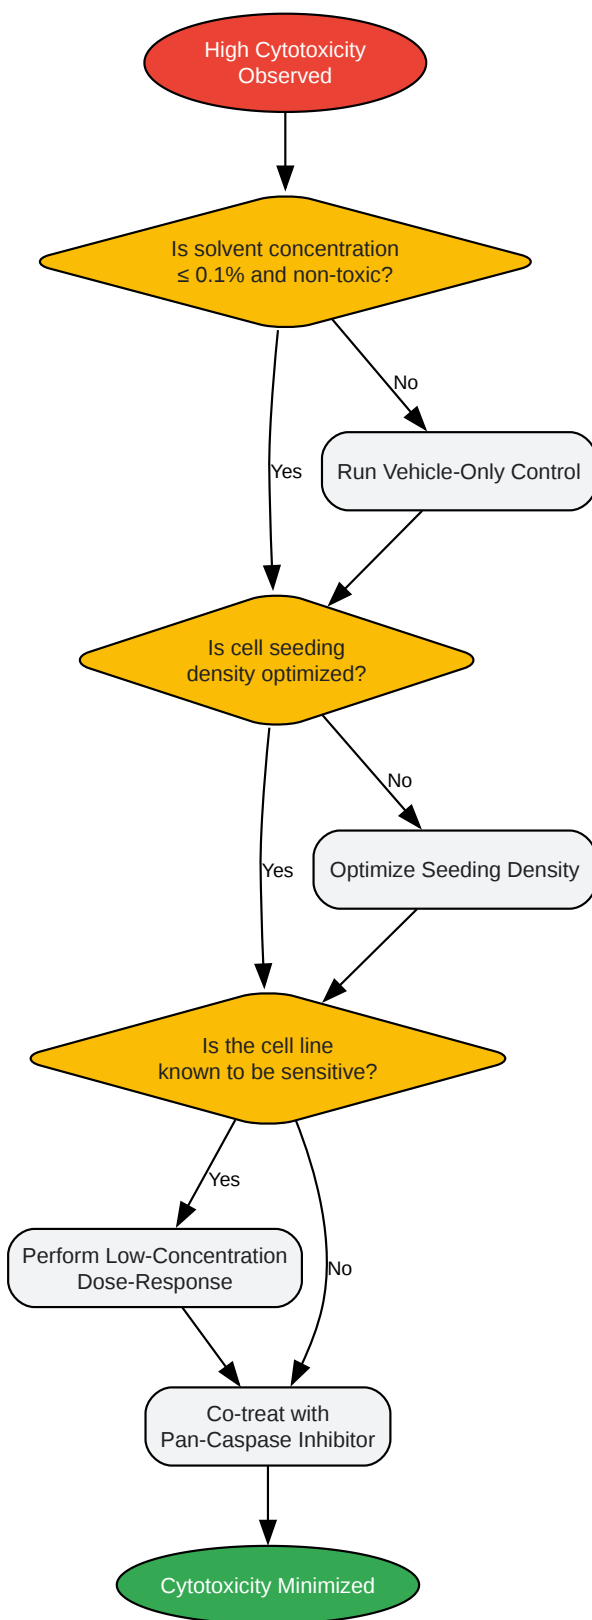 High Cytotoxicity
Observed
Is solvent concentration
≤ 0.1% and non-toxic?
No
Yes
Run Vehicle-Only Control
Is cell seeding
density optimized?
No
Yes
Optimize Seeding Density
Is the cell line
known to be sensitive?
Yes
No
Perform Low-Concentration
Dose-Response
Co-treat with
Pan-Caspase Inhibitor
Cytotoxicity Minimized